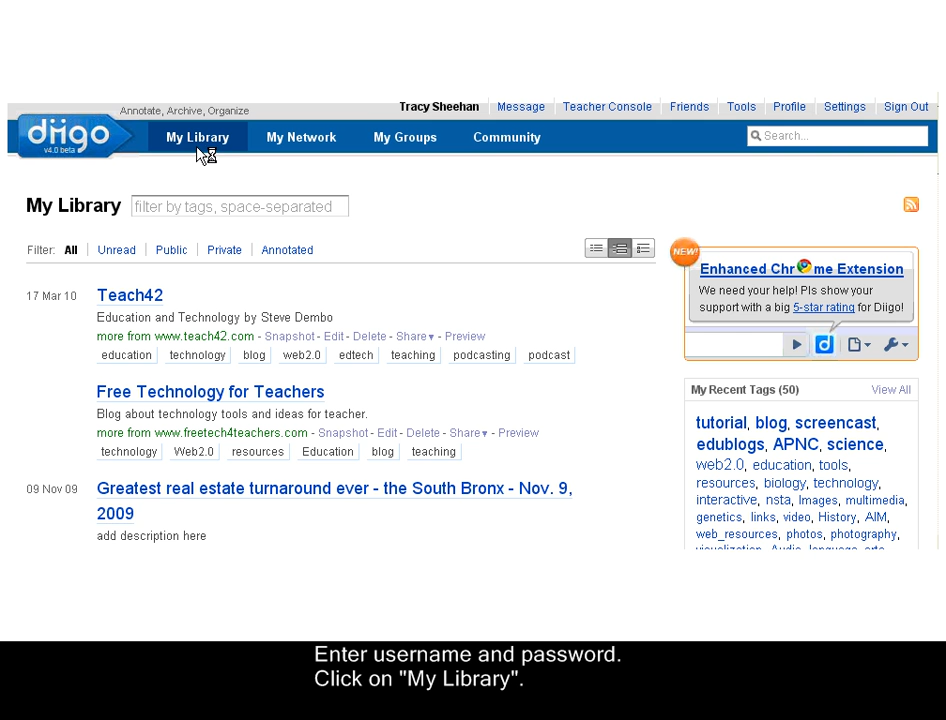 Annotate, Archive, Organize
Tracy Sheehan Message Teacher Console Friends Tools Profile Settings Sign Out
diigo
v4.0 beta
My Library My Network My Groups Community Search...
My Library filter by tags, space-separated
Filter: All Unread Public Private Annotated
NEW!
Enhanced Chr me Extension
We need your help! Pls show your
support with a big 5-star rating for Diigo!
d
17 Mar 10 Teach42
Education and Technology by Steve Dembo
more from www.teach42.com - Snapshot - Edit - Delete - Share▾ - Preview
education technology blog web2.0 edtech teaching podcasting podcast
Free Technology for Teachers
Blog about technology tools and ideas for teacher.
more from www.freetech4teachers.com - Snapshot - Edit - Delete - Share▾ - Preview
technology Web2.0 resources Education blog teaching
09 Nov 09 Greatest real estate turnaround ever - the South Bronx - Nov. 9,
2009
add description here
My Recent Tags (50) View All
tutorial, blog, screencast,
edublogs, APNC, science,
web2.0, education, tools,
resources, biology, technology,
interactive, nsta, Images, multimedia,
genetics, links, video, History, AIM,
web_resources, photos, photography,
visualization, Audio, language_arts,
Enter username and password.
Click on "My Library".